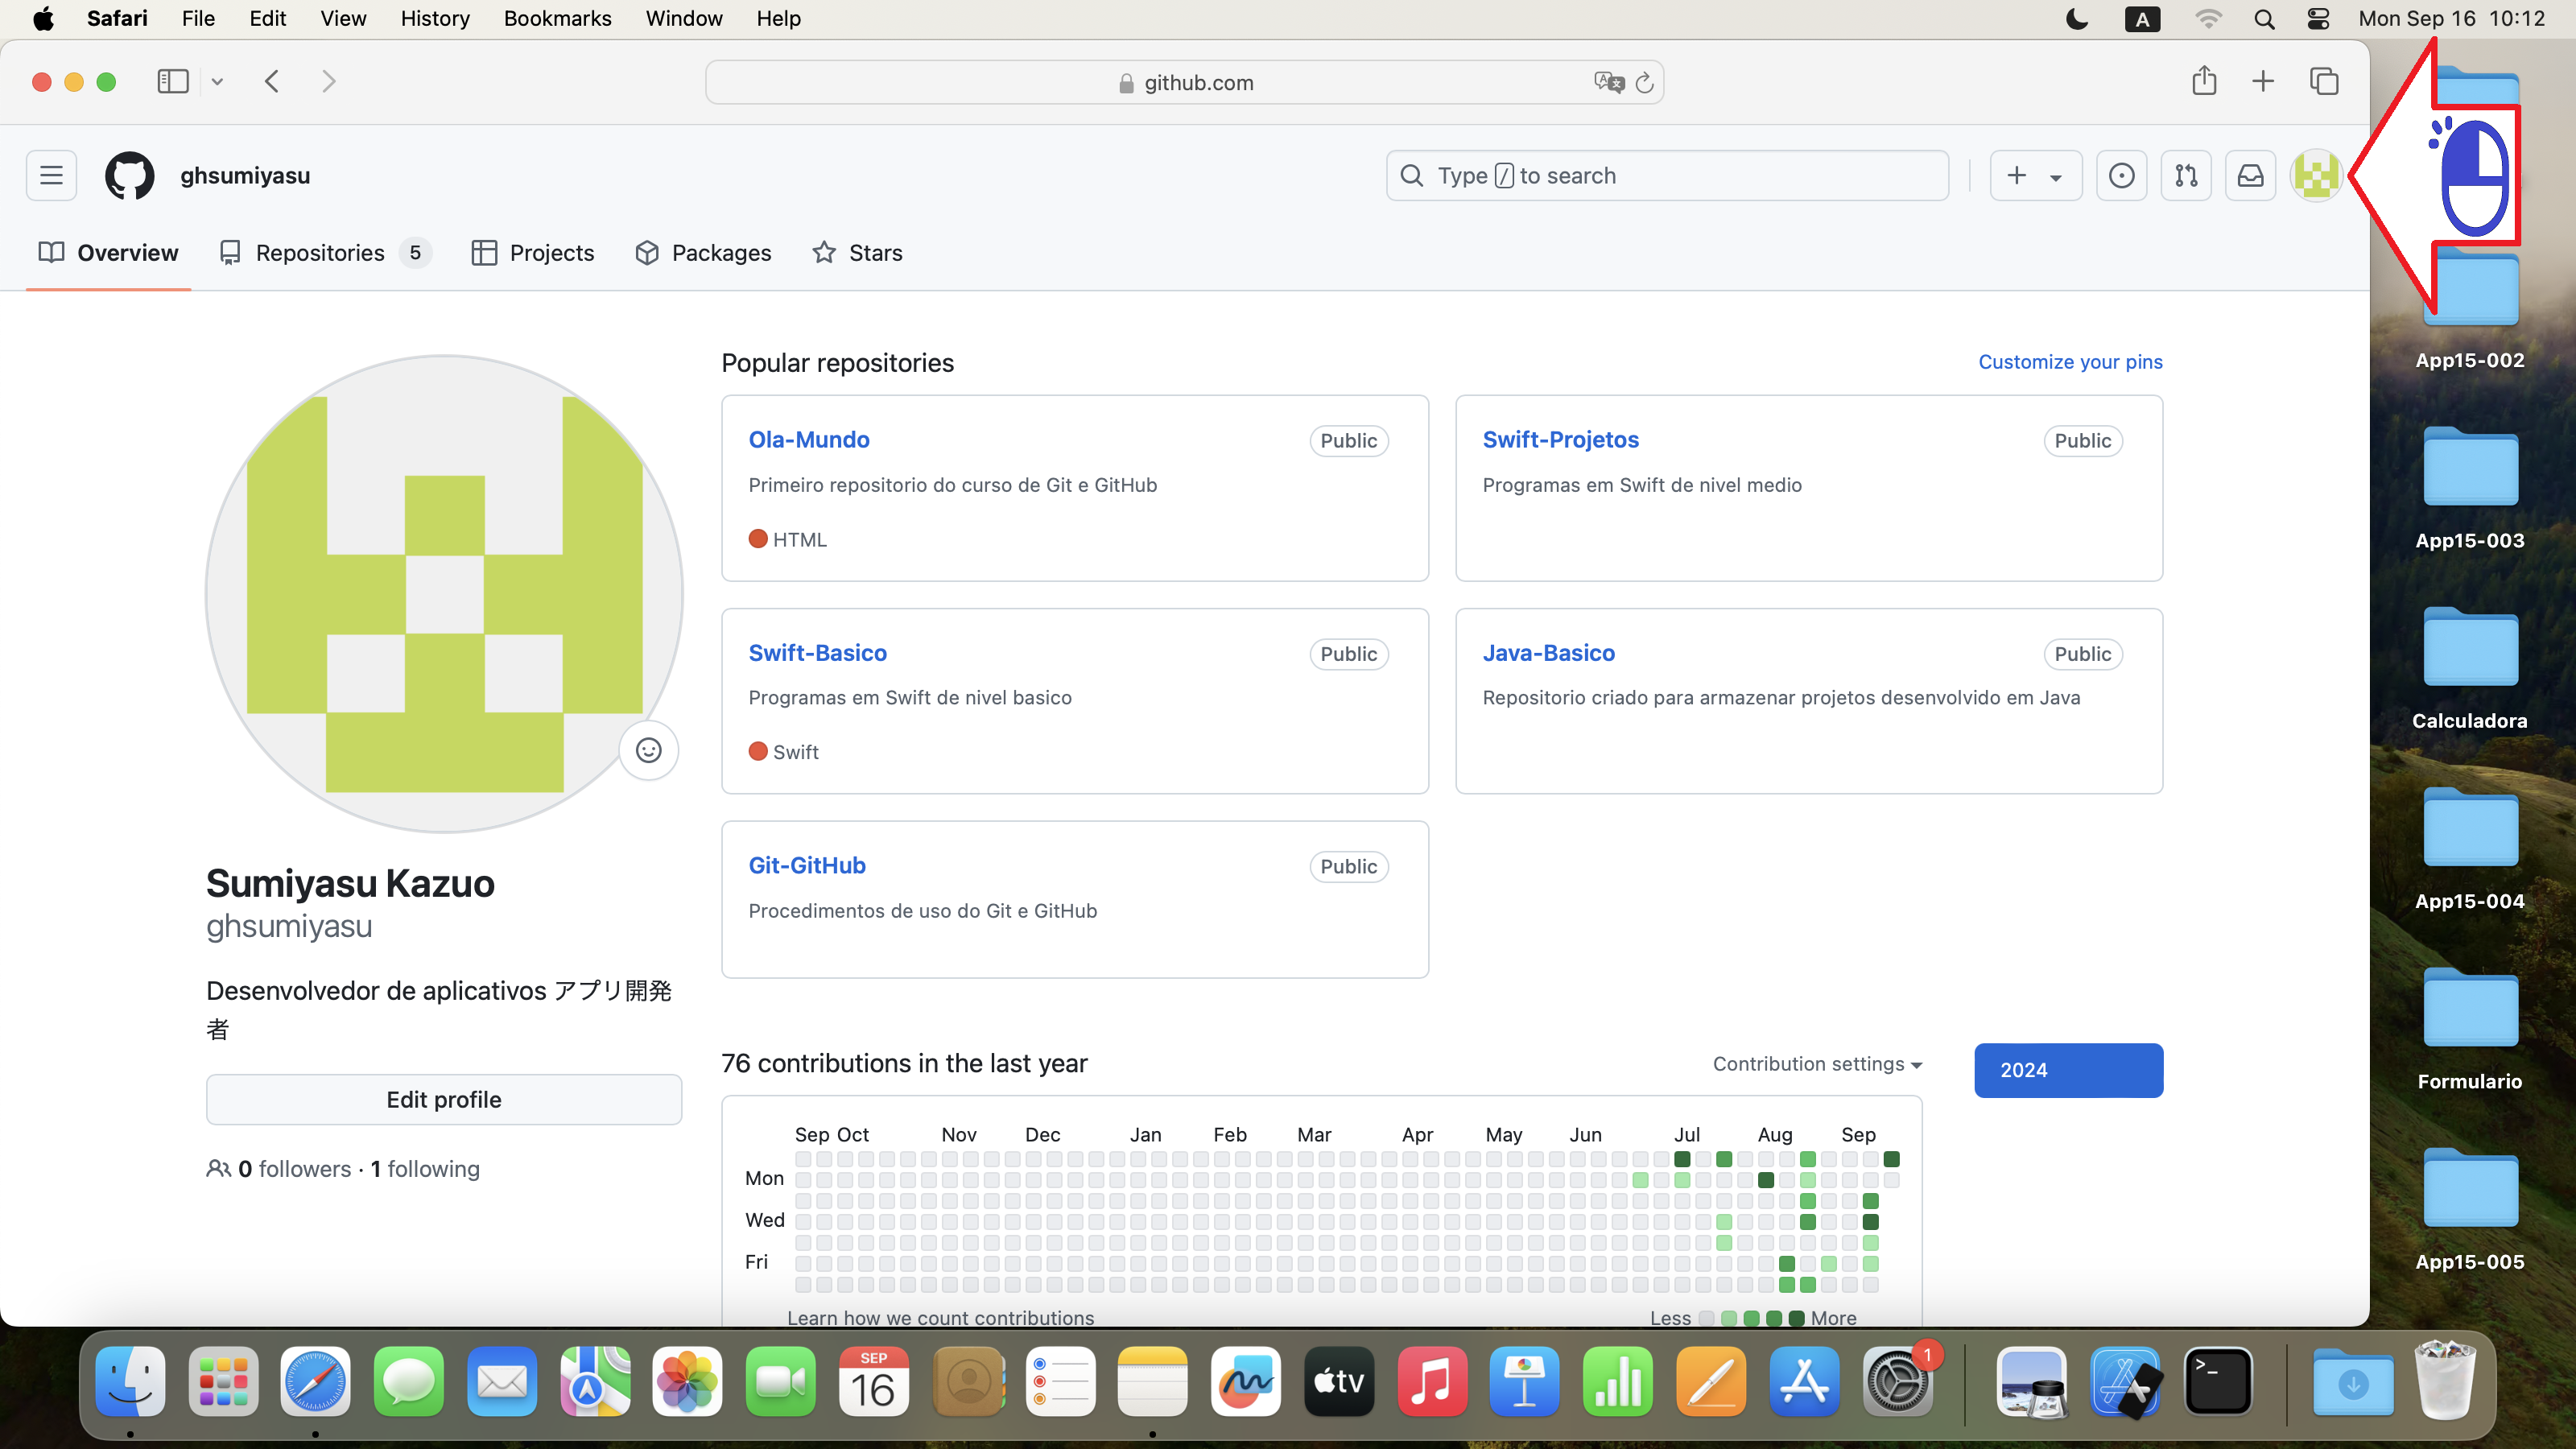 Safari File Edit View History Bookmarks Window Help A Mon Sep 16 10:12
github.com
ghsumiyasu
Type / to search
Overview Repositories 5 Projects Packages Stars
Popular repositories Customize your pins
Ola-Mundo Public
Primeiro repositorio do curso de Git e GitHub
HTML
Swift-Projetos Public
Programas em Swift de nivel medio
Swift-Basico Public
Programas em Swift de nivel basico
Swift
Java-Basico Public
Repositorio criado para armazenar projetos desenvolvido em Java
Git-GitHub Public
Procedimentos de uso do Git e GitHub
Sumiyasu Kazuo
ghsumiyasu
Desenvolvedor de aplicativos アプリ開発
者
Edit profile
0 followers · 1 following
76 contributions in the last year Contribution settings 2024
Sep Oct Nov Dec Jan Feb Mar Apr May Jun Jul Aug Sep
Mon
Wed
Fri
Learn how we count contributions Less More
App15-002
App15-003
Calculadora
App15-004
Formulario
App15-005
SEP
16
tv
1
>_